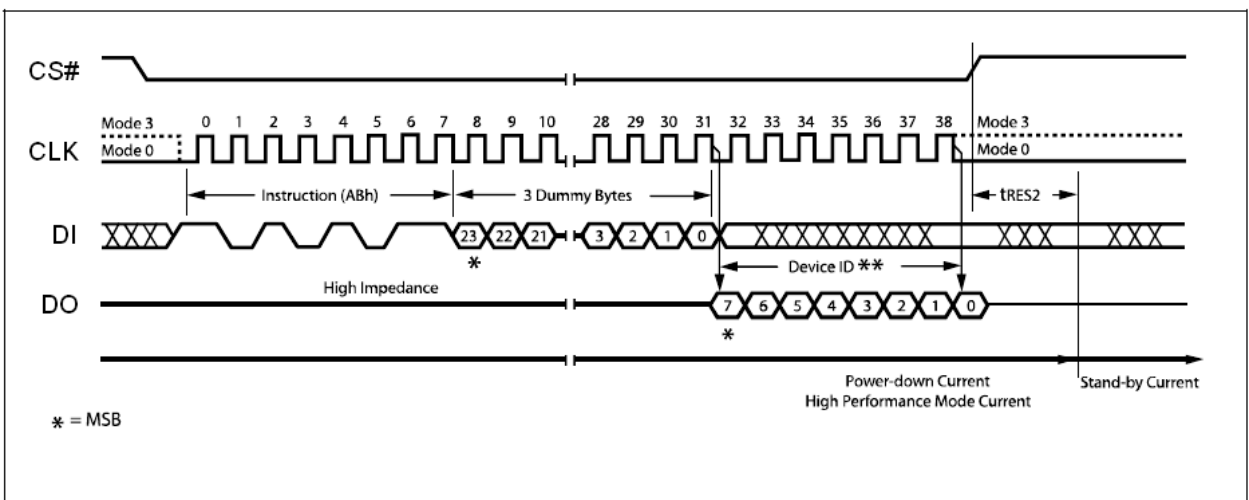 CS#
Mode 3 0 1 2 3 4 5 6 7 8 9 10 28 29 30 31 32 33 34 35 36 37 38 Mode 3
CLK Mode 0 Mode 0
Instruction (ABh) 3 Dummy Bytes tRES2
DI 23 22 21 3 2 1 0
* Device ID **
High Impedance
DO 7 6 5 4 3 2 1 0
*
Power-down Current Stand-by Current
High Performance Mode Current
* = MSB